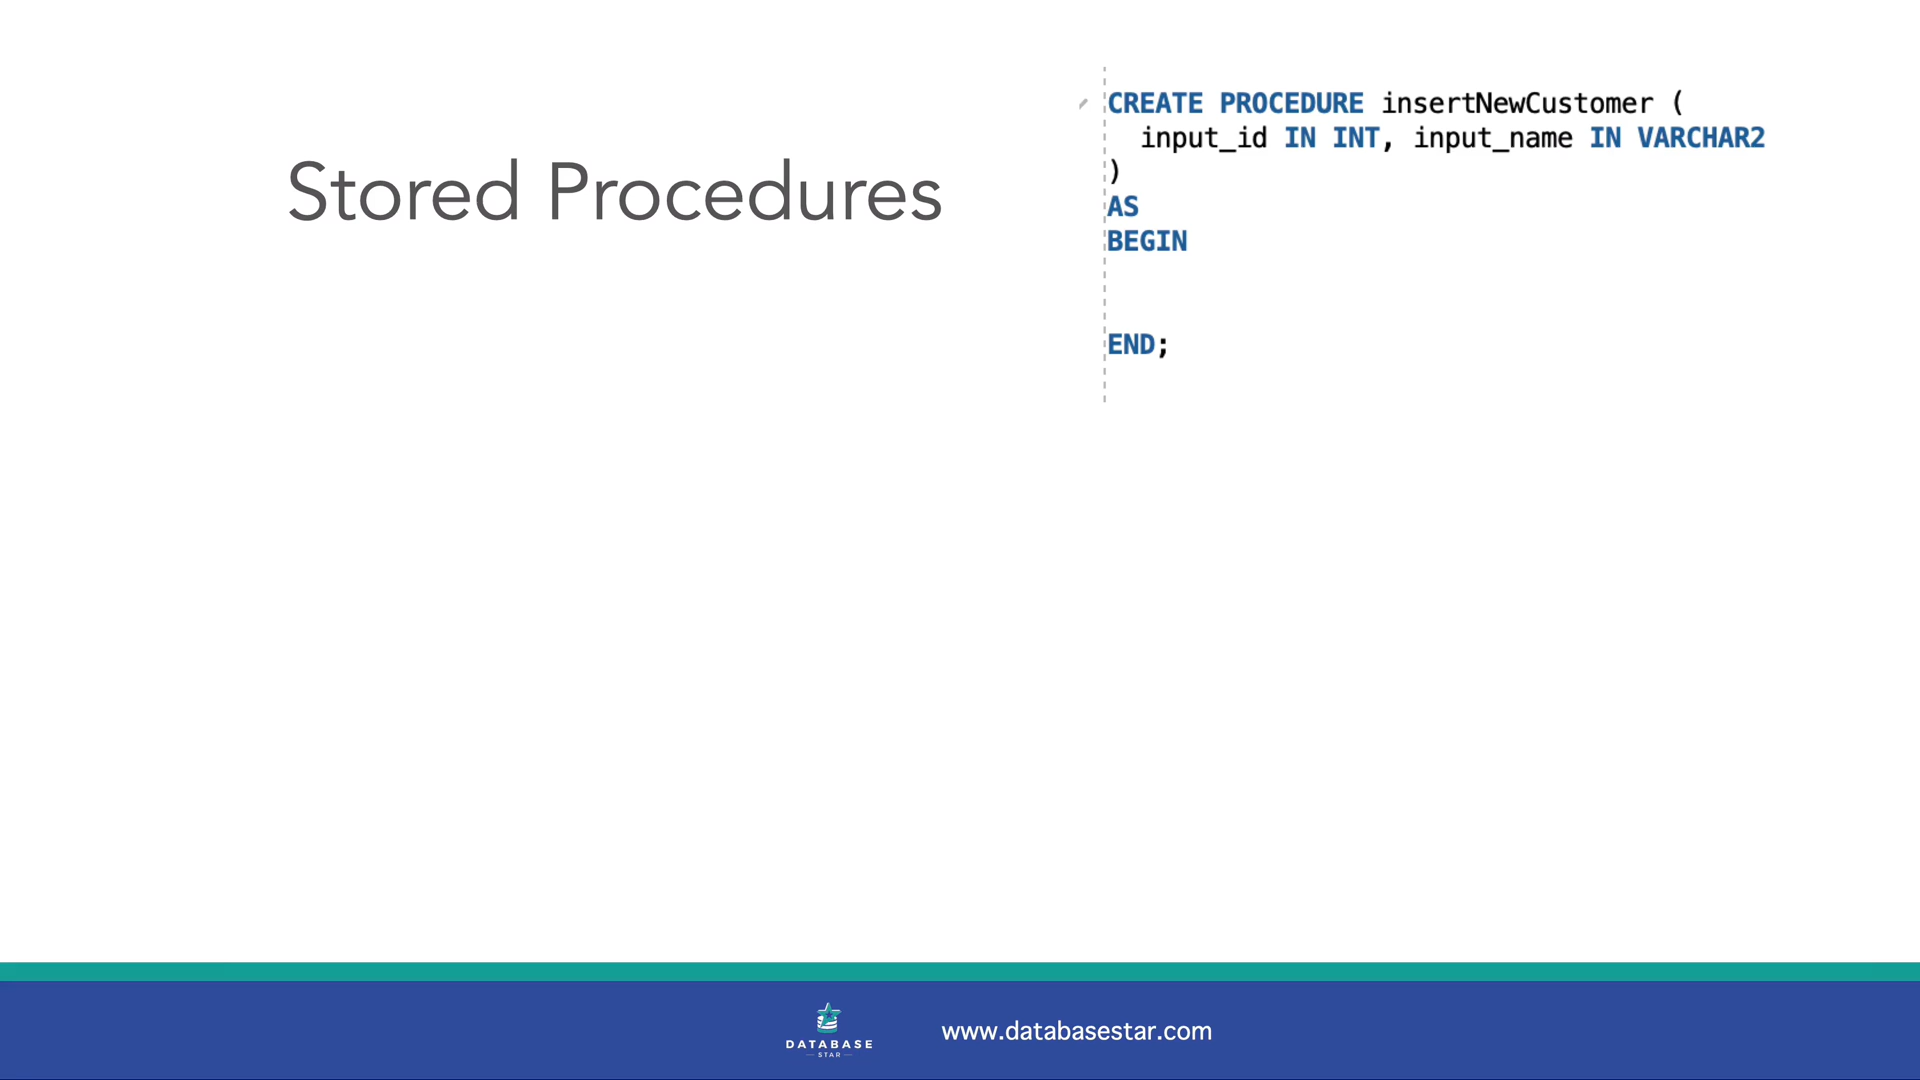 Stored Procedures
CREATE PROCEDURE insertNewCustomer (
input_id IN INT, input_name IN VARCHAR2
)
AS
BEGIN
END;
DATABASE
STAR
www.databasestar.com